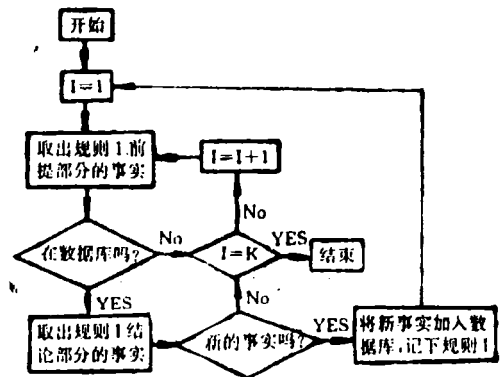 开始
I=1
取出规则I前
提部分的事实
I=I+1
No
在数据库吗?
No
I=K
YES
结束
YES
No
取出规则I结
论部分的事实
新的事实吗?
YES
将新事实加入数
据库,记下规则I